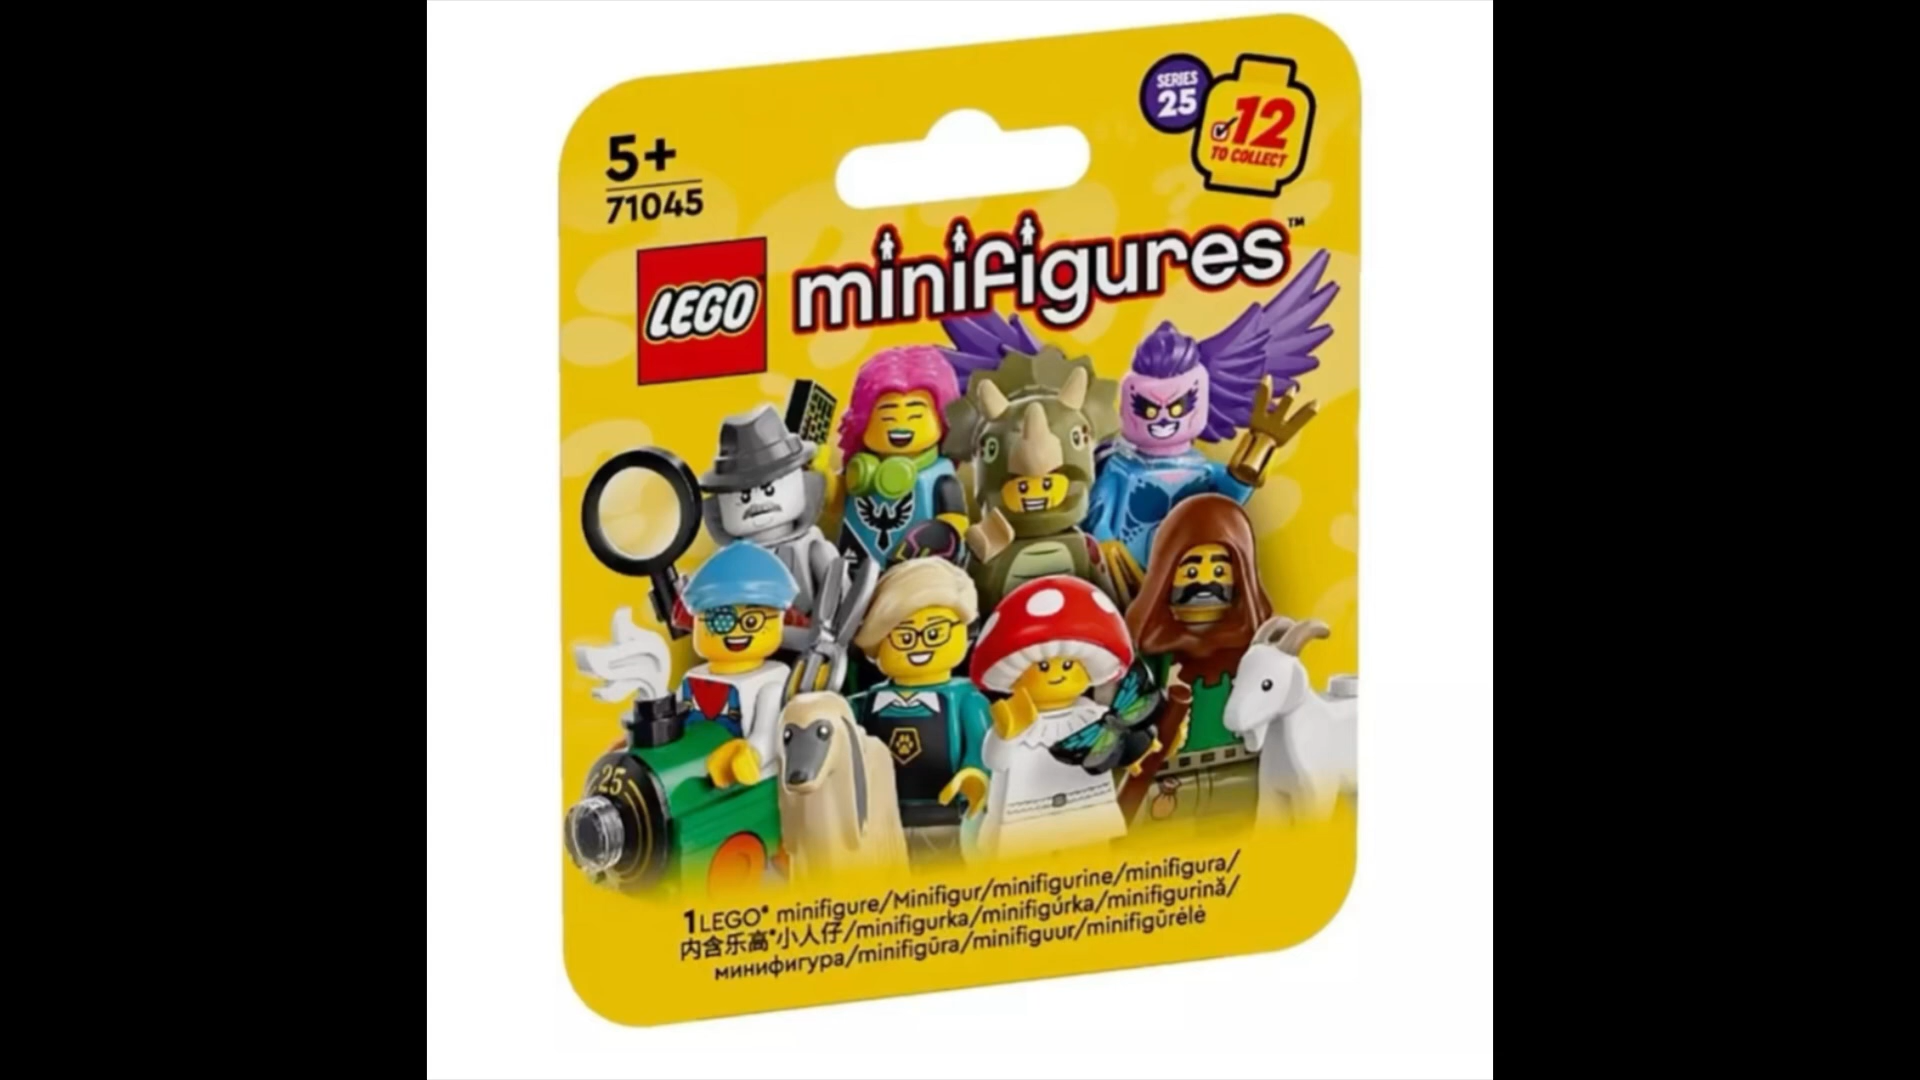 SERIES
25
12
TO COLLECT
5+
71045
LEGO
minifigures™
25
1 LEGO® minifigure/Minifigur/minifigurine/minifigura/
内含乐高®小人仔/minifigurka/minifigúrka/minifigurină/
минифигура/minifigūra/minifiguur/minifigūrėlė